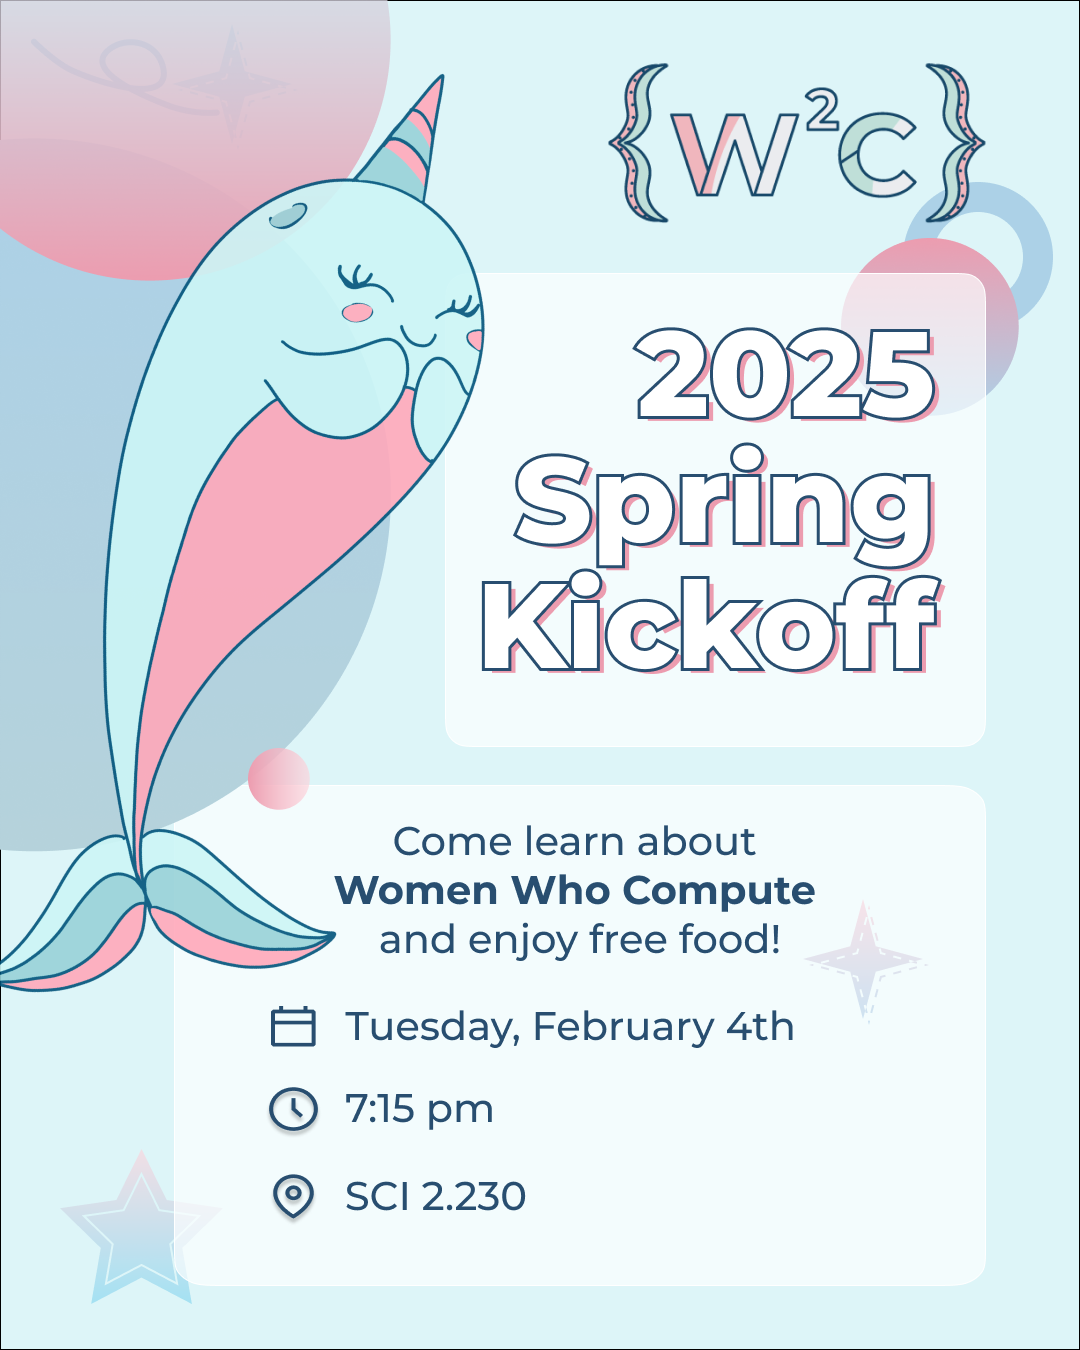 {W²C}
2025
Spring
Kickoff
Come learn about
Women Who Compute
and enjoy free food!
Tuesday, February 4th
7:15 pm
SCI 2.230